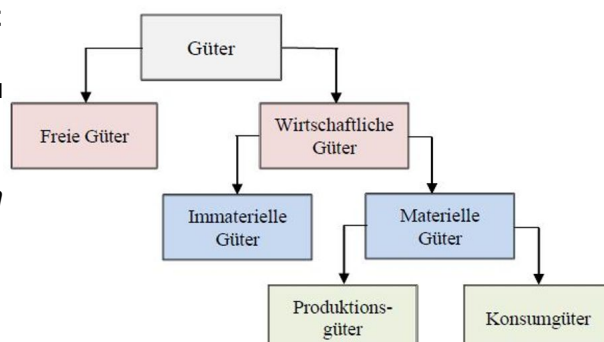 Güter
Freie Güter
Wirtschaftliche
Güter
Immaterielle
Güter
Materielle
Güter
Produktions-
güter
Konsumgüter